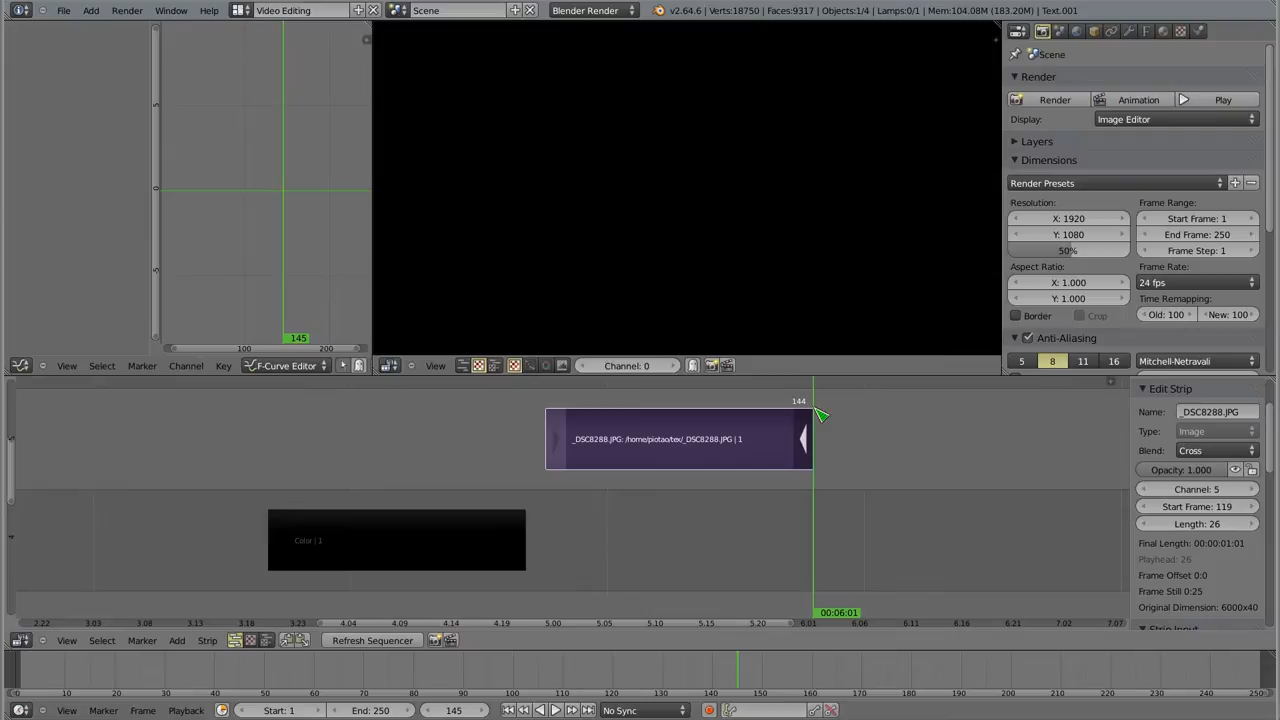 File Add Render Window Help Video Editing Scene Blender Render v2.64.6 | Verts:18750 | Faces:9317 | Objects:1/4 | Lamps:0/1 | Mem:104.08M (183.20M) | Text.001
5
0
-5
145
100 200
View Select Marker Channel Key F-Curve Editor
View Channel: 0
Scene
Render
Render Animation Play
Display: Image Editor
Layers
Dimensions
Render Presets
Resolution: Frame Range:
X: 1920 Start Frame: 1
Y: 1080 End Frame: 250
50% Frame Step: 1
Aspect Ratio: Frame Rate:
X: 1.000 24 fps
Y: 1.000 Time Remapping:
Border Crop Old: 100 New: 100
Anti-Aliasing
5 8 11 16 Mitchell-Netravali
144
_DSC8288.JPG: /home/piotao/tex/_DSC8288.JPG | 1
5
Color | 1
4
00:06:01
2.22 3.03 3.08 3.13 3.18 3.23 4.04 4.09 4.14 4.19 5.00 5.05 5.10 5.15 5.20 6.01 6.06 6.11 6.16 6.21 7.02 7.07
Edit Strip
Name: _DSC8288.JPG
Type: Image
Blend: Cross
Opacity: 1.000
Channel: 5
Start Frame: 119
Length: 26
Final Length: 00:00:01:01
Playhead: 26
Frame Offset 0:0
Frame Still 0:25
Original Dimension: 6000x40
View Select Marker Add Strip Refresh Sequencer
0 10 20 30 40 50 60 70 80 90 100 110 120 130 140 150 160 170 180 190 200 210 220 230 240 250
View Marker Frame Playback Start: 1 End: 250 145 No Sync